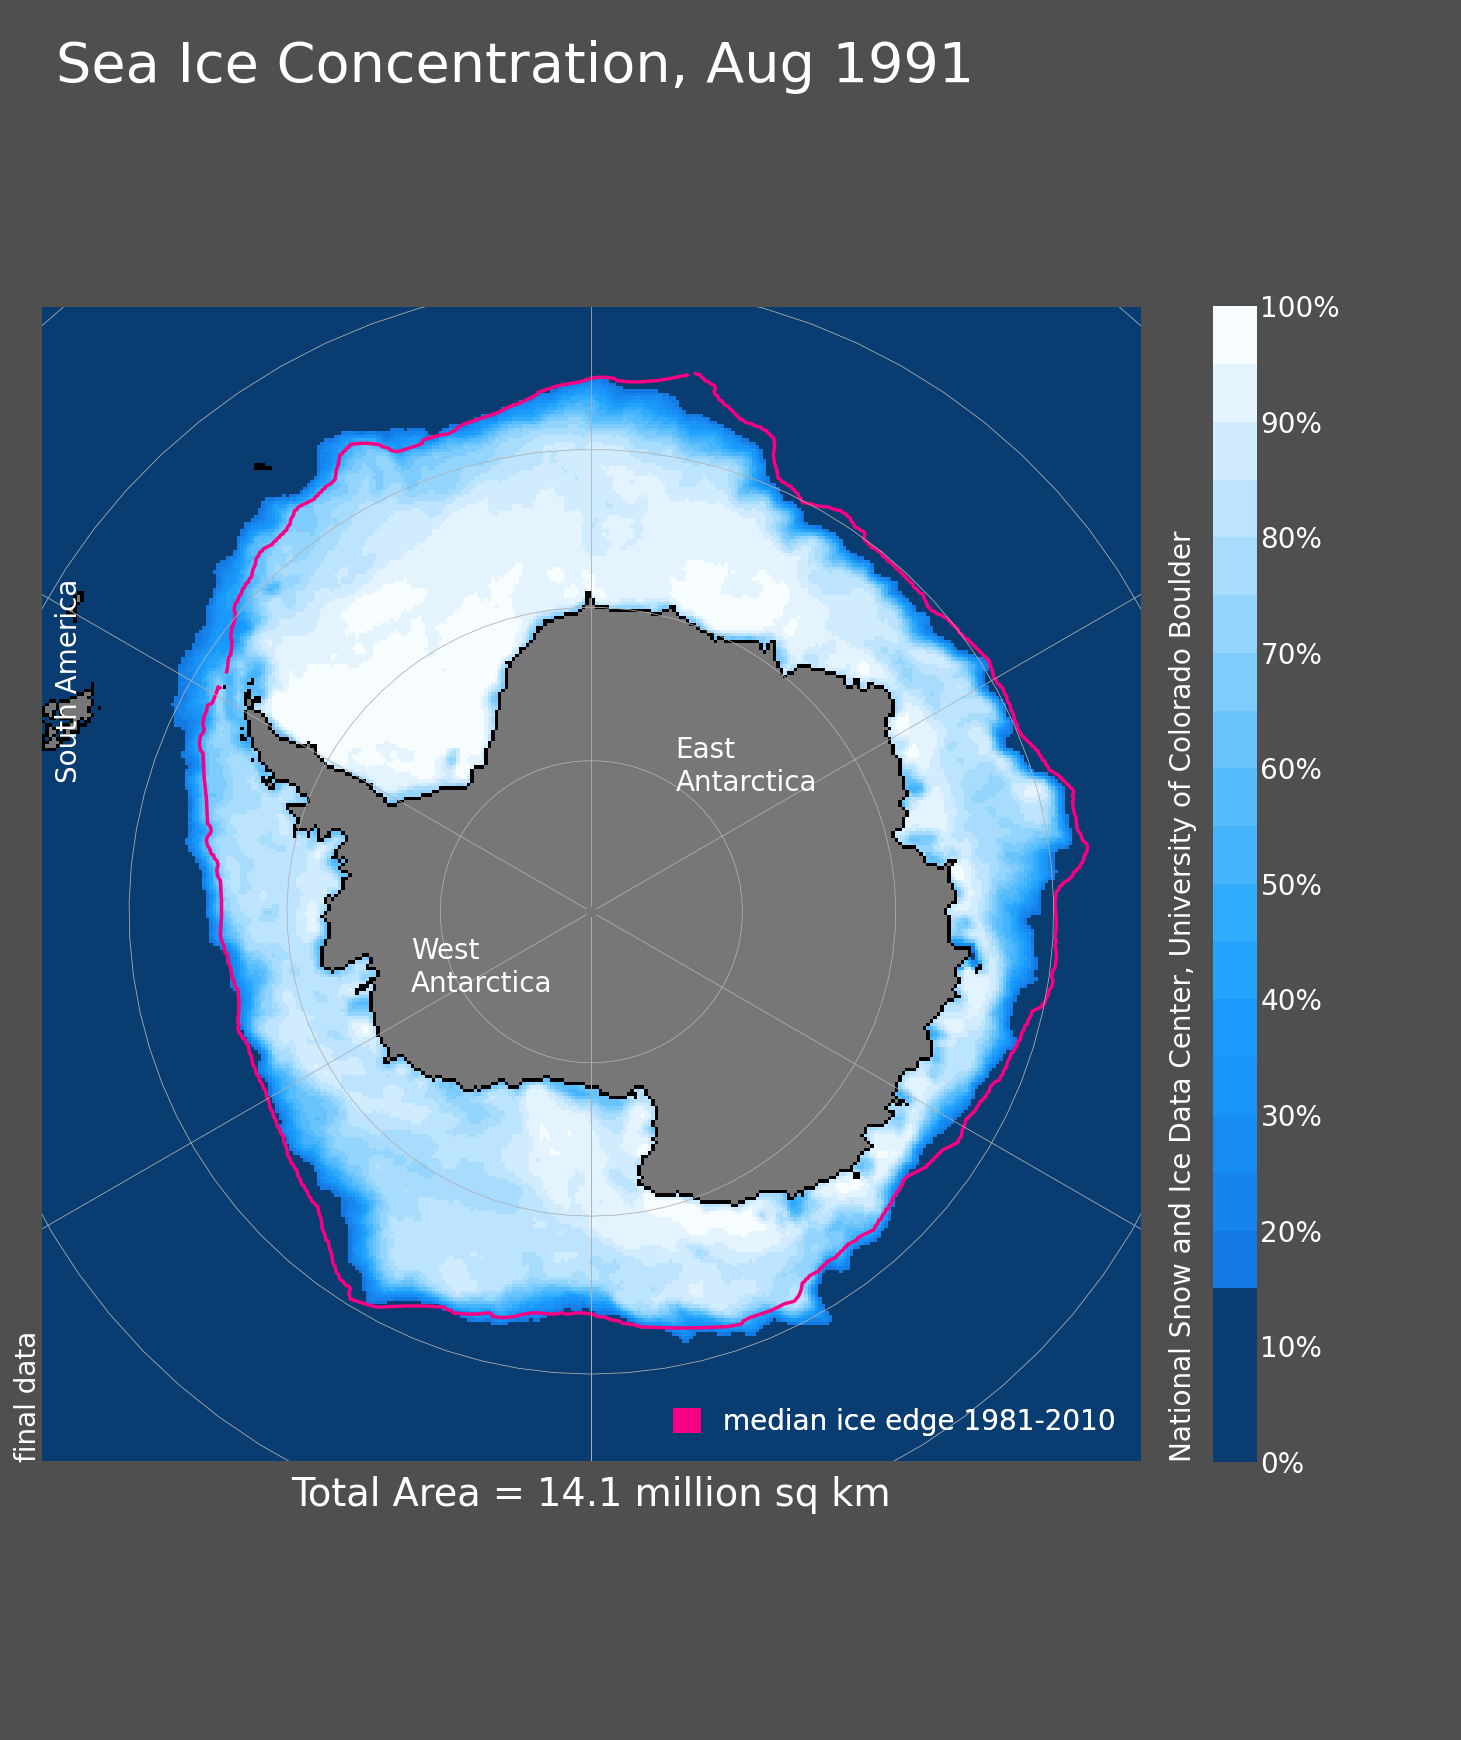 Sea Ice Concentration, Aug 1991
South America
East
Antarctica
West
Antarctica
median ice edge 1981-2010
final data
National Snow and Ice Data Center, University of Colorado Boulder
100%
90%
80%
70%
60%
50%
40%
30%
20%
10%
0%
Total Area = 14.1 million sq km